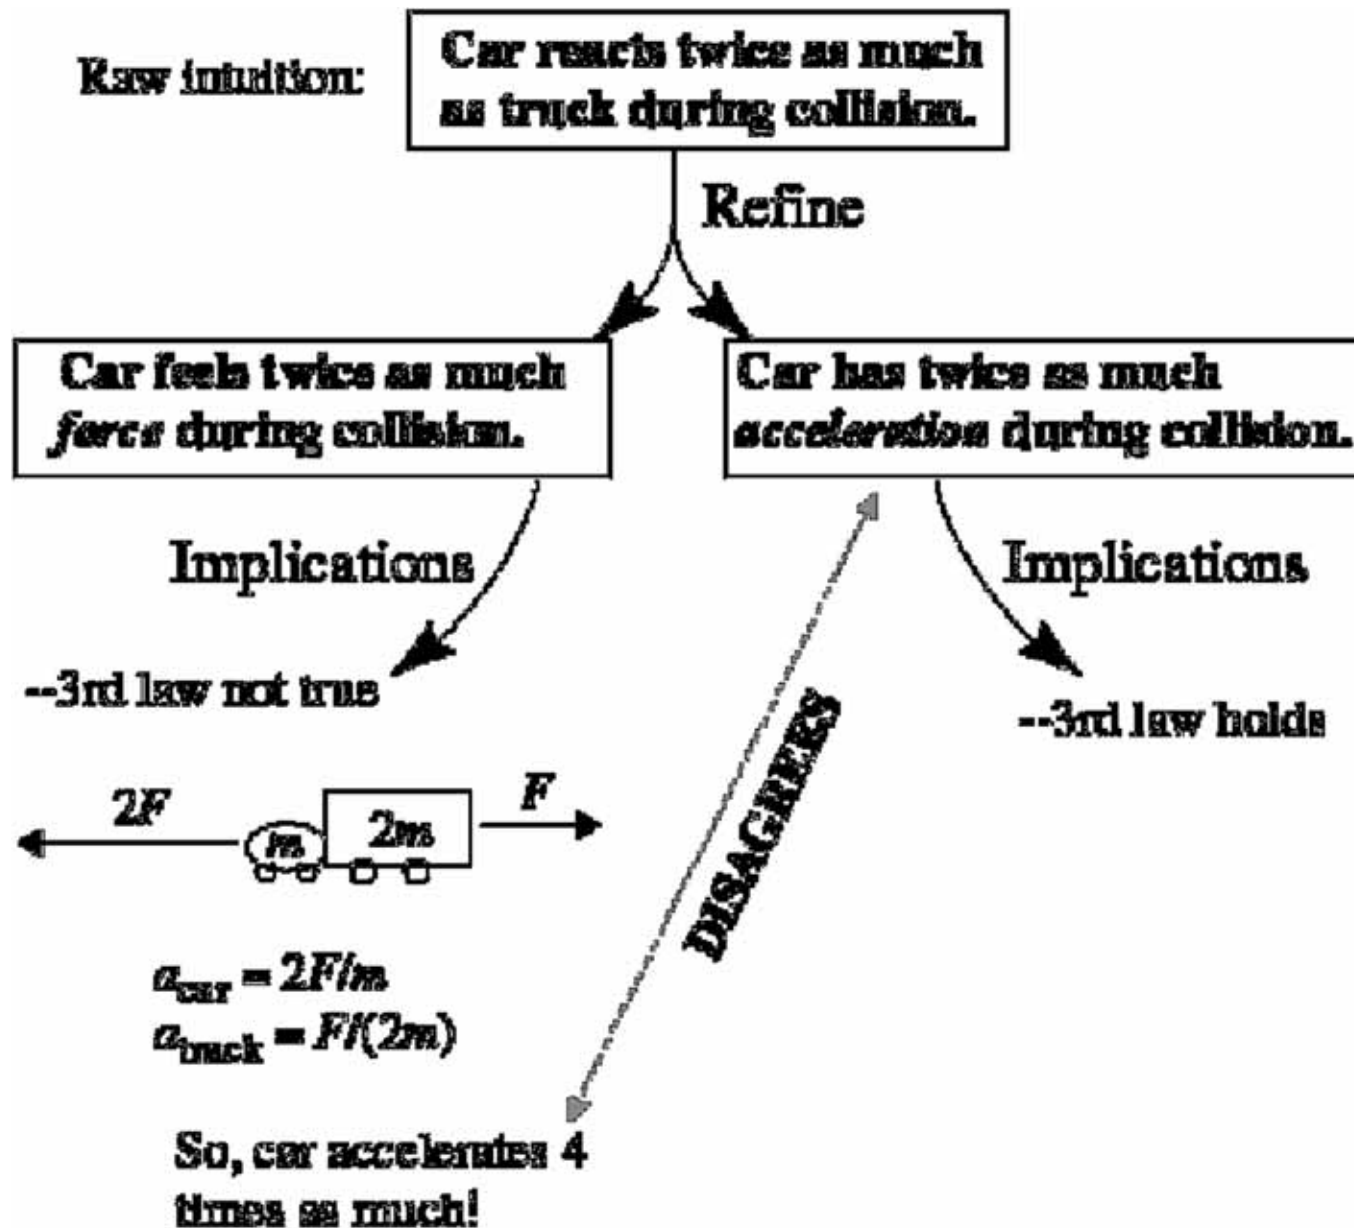 Raw intuition:
Car reacts twice as much
as truck during collision.
Refine
Car feels twice as much
force during collision.
Car has twice as much
acceleration during collision.
Implications
Implications
--3rd law not true
--3rd law holds
DISAGREES
2F
m
2m
F
a_car = 2F/m
a_truck = F/(2m)
So, car accelerates 4
times as much!